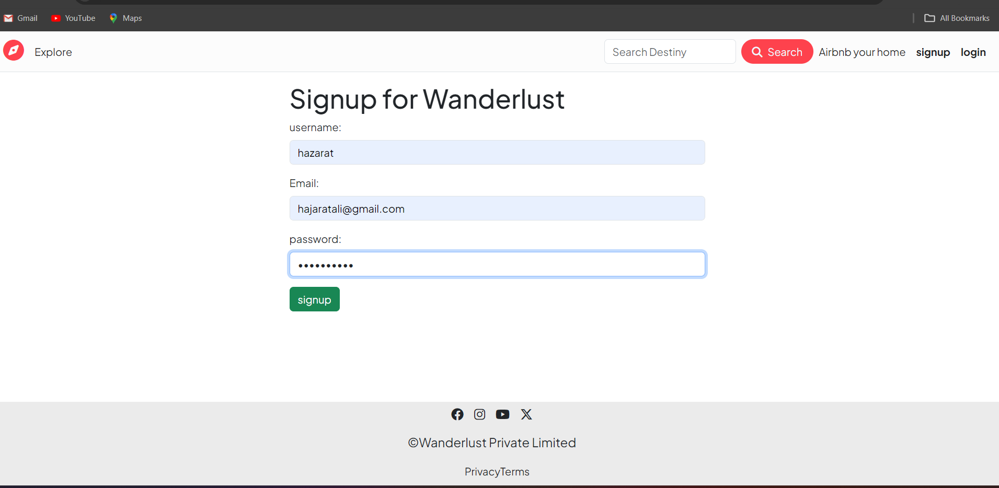 Gmail YouTube Maps All Bookmarks
Explore Search Destiny Search Airbnb your home signup login
Signup for Wanderlust
username:
hazarat
Email:
hajaratali@gmail.com
password:
••••••••••
signup
©Wanderlust Private Limited
PrivacyTerms